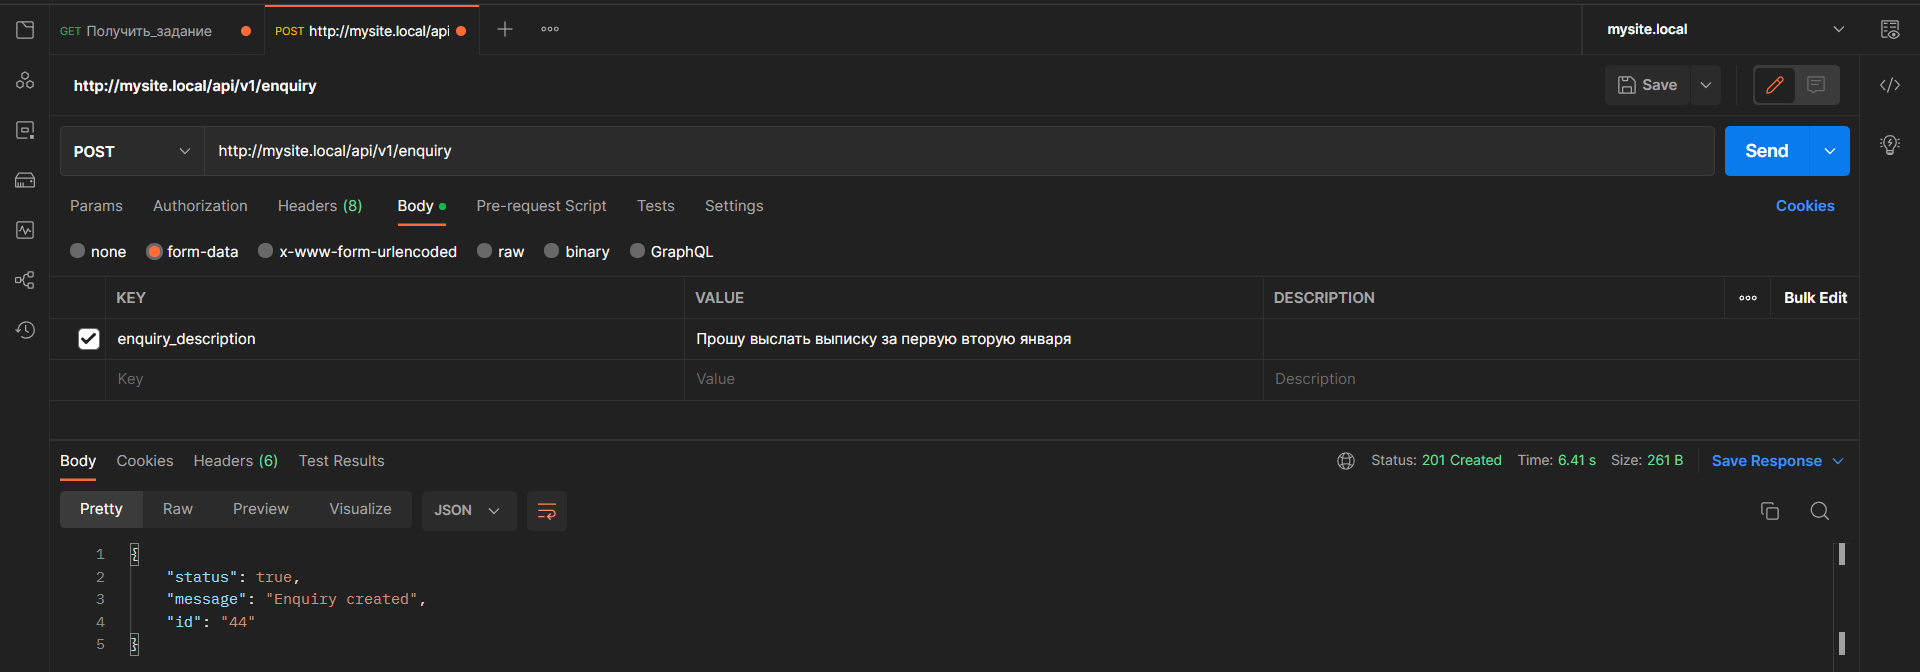 GET Получить_задание
POST http://mysite.local/api
mysite.local
http://mysite.local/api/v1/enquiry
Save
POST
http://mysite.local/api/v1/enquiry
Send
Params Authorization Headers (8) Body Pre-request Script Tests Settings
Cookies
none form-data x-www-form-urlencoded raw binary GraphQL
KEY VALUE DESCRIPTION Bulk Edit
enquiry_description Прошу выслать выписку за первую вторую января
Key Value Description
Body Cookies Headers (6) Test Results
Status: 201 Created Time: 6.41 s Size: 261 B Save Response
Pretty Raw Preview Visualize JSON
1 {
2 "status": true,
3 "message": "Enquiry created",
4 "id": "44"
5 }